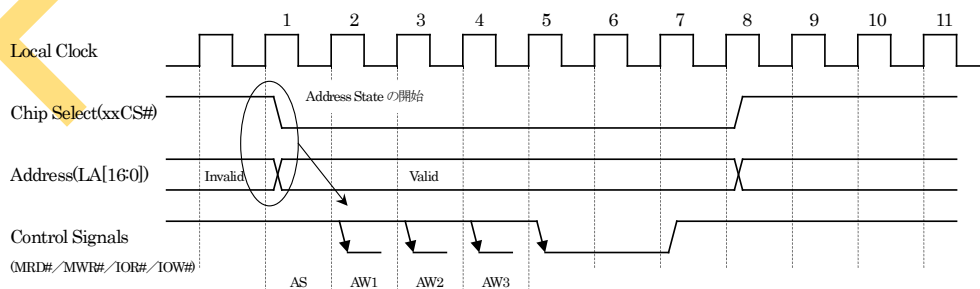 1 2 3 4 5 6 7 8 9 10 11
Local Clock
Address State の開始
Chip Select(xxCS#)
Address(LA[16:0])
Invalid
Valid
Control Signals
(MRD#／MWR#／IOR#／IOW#)
AS AW1 AW2 AW3